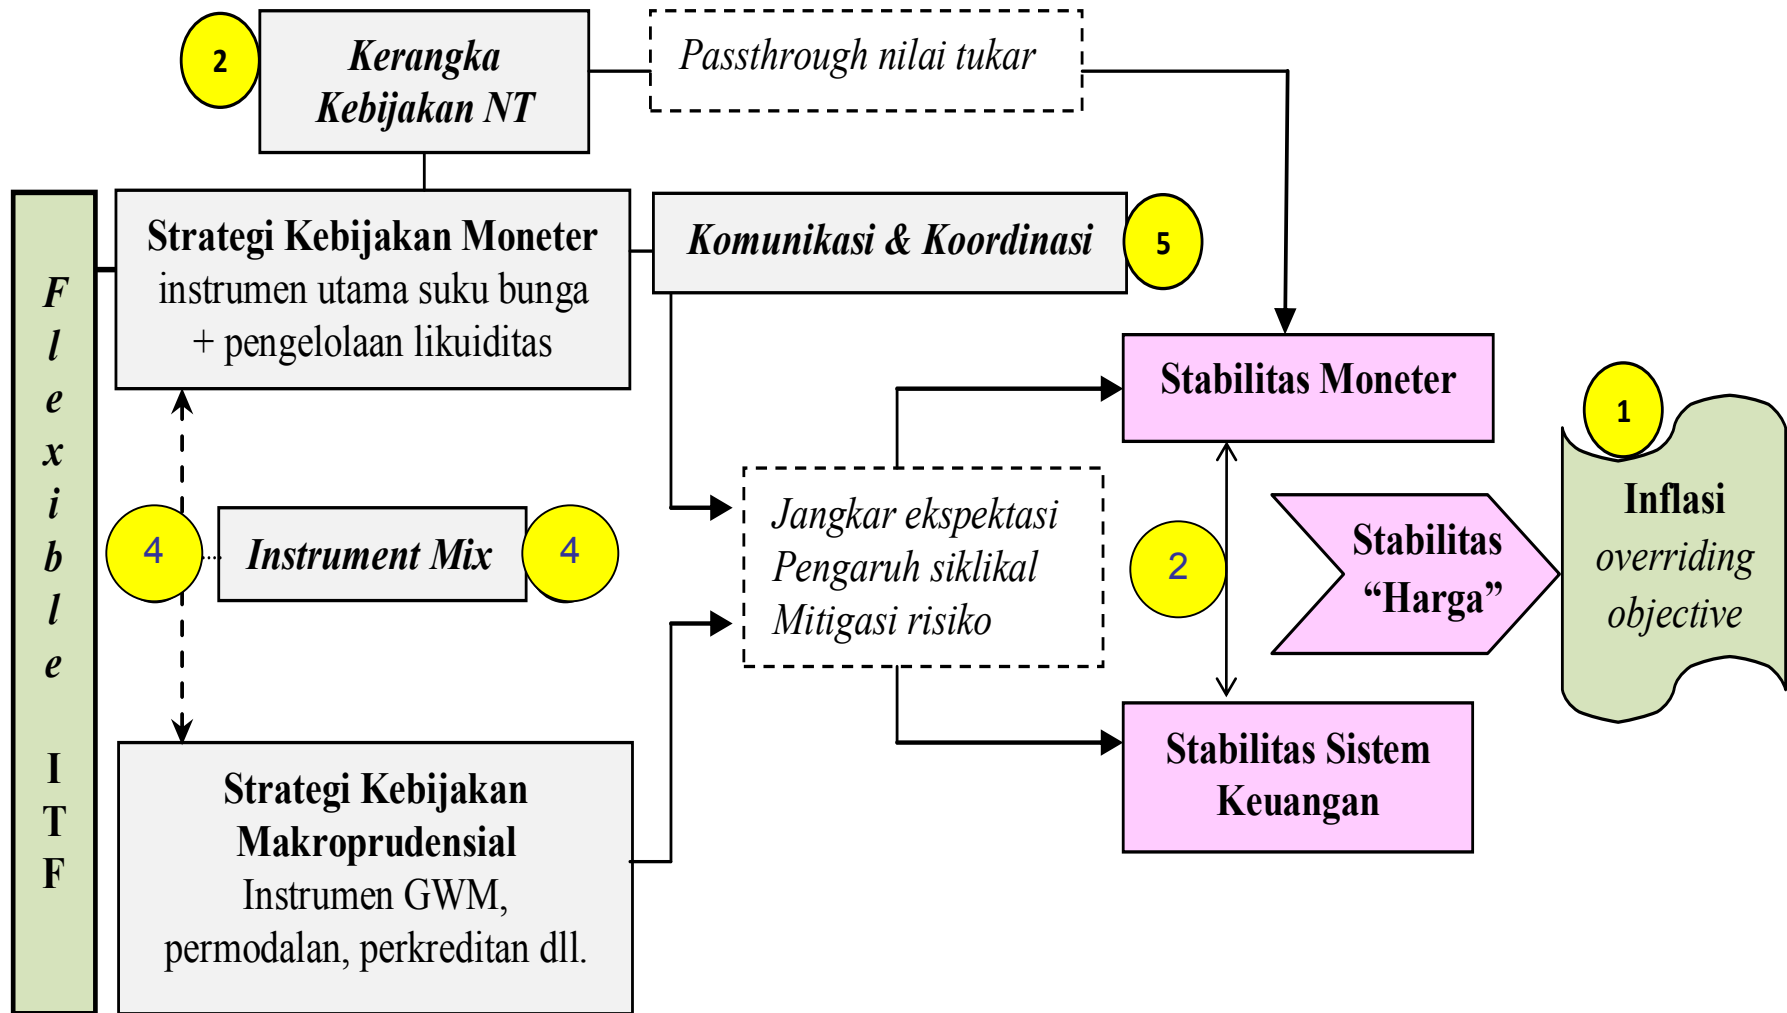 2
Kerangka
Kebijakan NT
Passthrough nilai tukar
Flexible ITF
Strategi Kebijakan Moneter
instrumen utama suku bunga
+ pengelolaan likuiditas
Komunikasi & Koordinasi
5
Stabilitas Moneter
1
Inflasi
overriding
objective
4
Instrument Mix
4
Jangkar ekspektasi
Pengaruh siklikal
Mitigasi risiko
2
Stabilitas
“Harga”
Strategi Kebijakan
Makroprudensial
Instrumen GWM,
permodalan, perkreditan dll.
Stabilitas Sistem
Keuangan